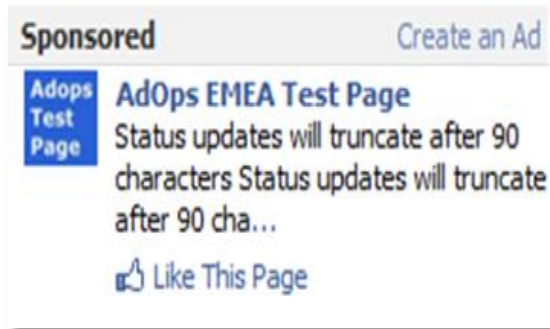 Sponsored Create an Ad
Adops
Test
Page
AdOps EMEA Test Page
Status updates will truncate after 90
characters Status updates will truncate
after 90 cha...
Like This Page